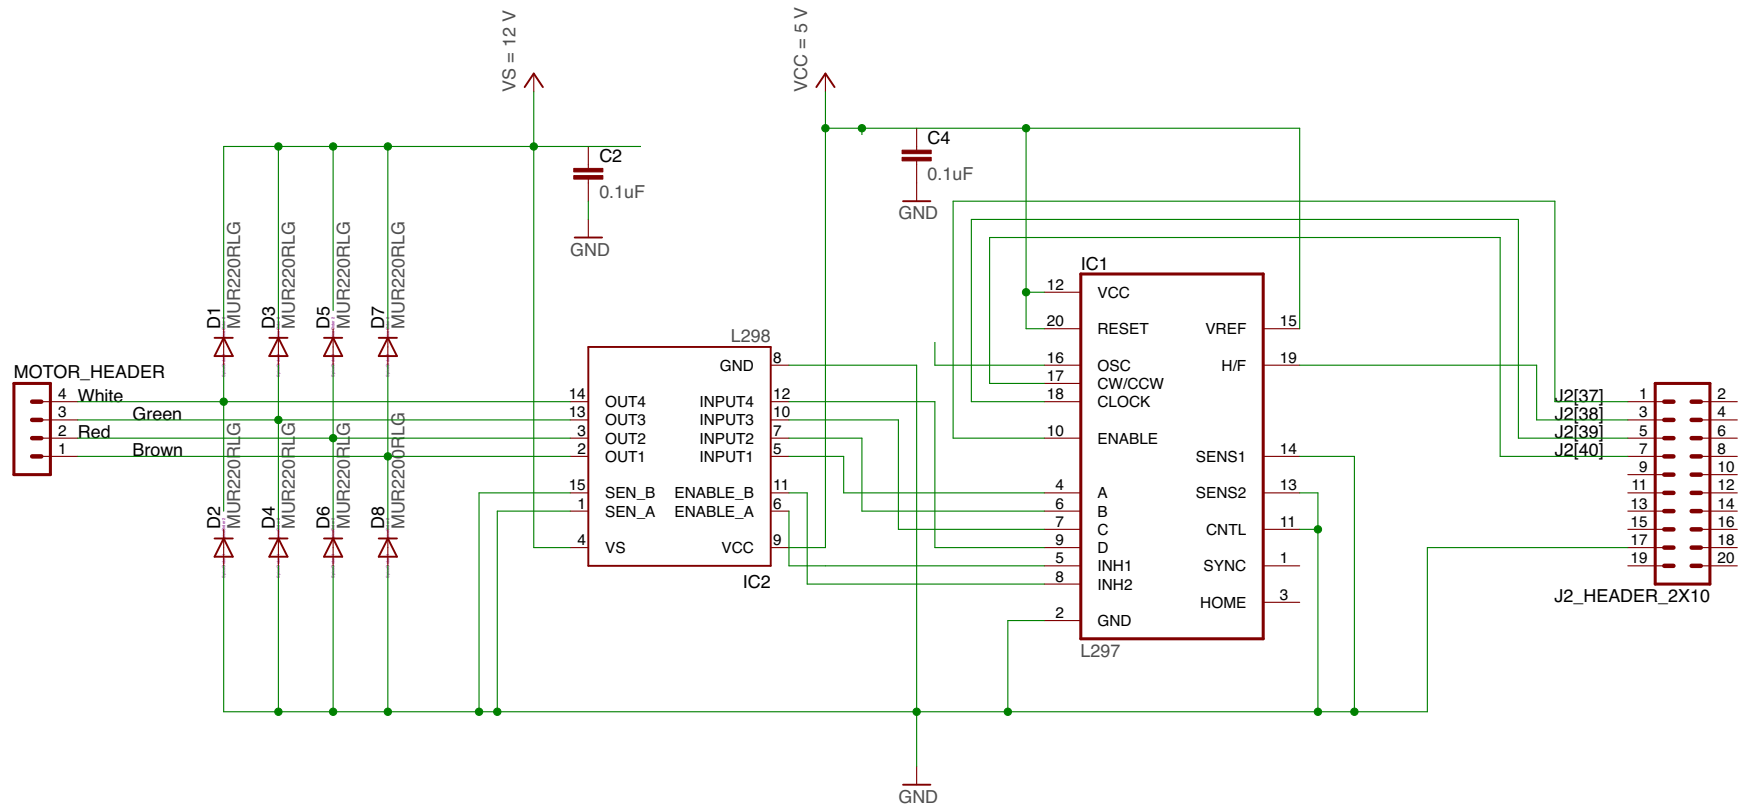 VS = 12 V
VCC = 5 V
C2
0.1uF
GND
C4
0.1uF
GND
D1
MUR220RLG
D3
MUR220RLG
D5
MUR220RLG
D7
MUR220RLG
MOTOR_HEADER
4 White
3 Green
2 Red
1 Brown
D2
MUR220RLG
D4
MUR220RLG
D6
MUR220RLG
D8
MUR2200RLG
L298
GND 8
14 OUT4 INPUT4 12
13 OUT3 INPUT3 10
3 OUT2 INPUT2 7
2 OUT1 INPUT1 5
15 SEN_B ENABLE_B 11
1 SEN_A ENABLE_A 6
4 VS VCC 9
IC2
IC1
12 VCC
20 RESET VREF 15
16 OSC H/F 19
17 CW/CCW
18 CLOCK
10 ENABLE
SENS1 14
4 A SENS2 13
6 B
7 C CNTL 11
9 D
5 INH1 SYNC 1
8 INH2
HOME 3
2 GND
L297
J2[37] 1 2
J2[38] 3 4
J2[39] 5 6
J2[40] 7 8
9 10
11 12
13 14
15 16
17 18
19 20
J2_HEADER_2X10
GND